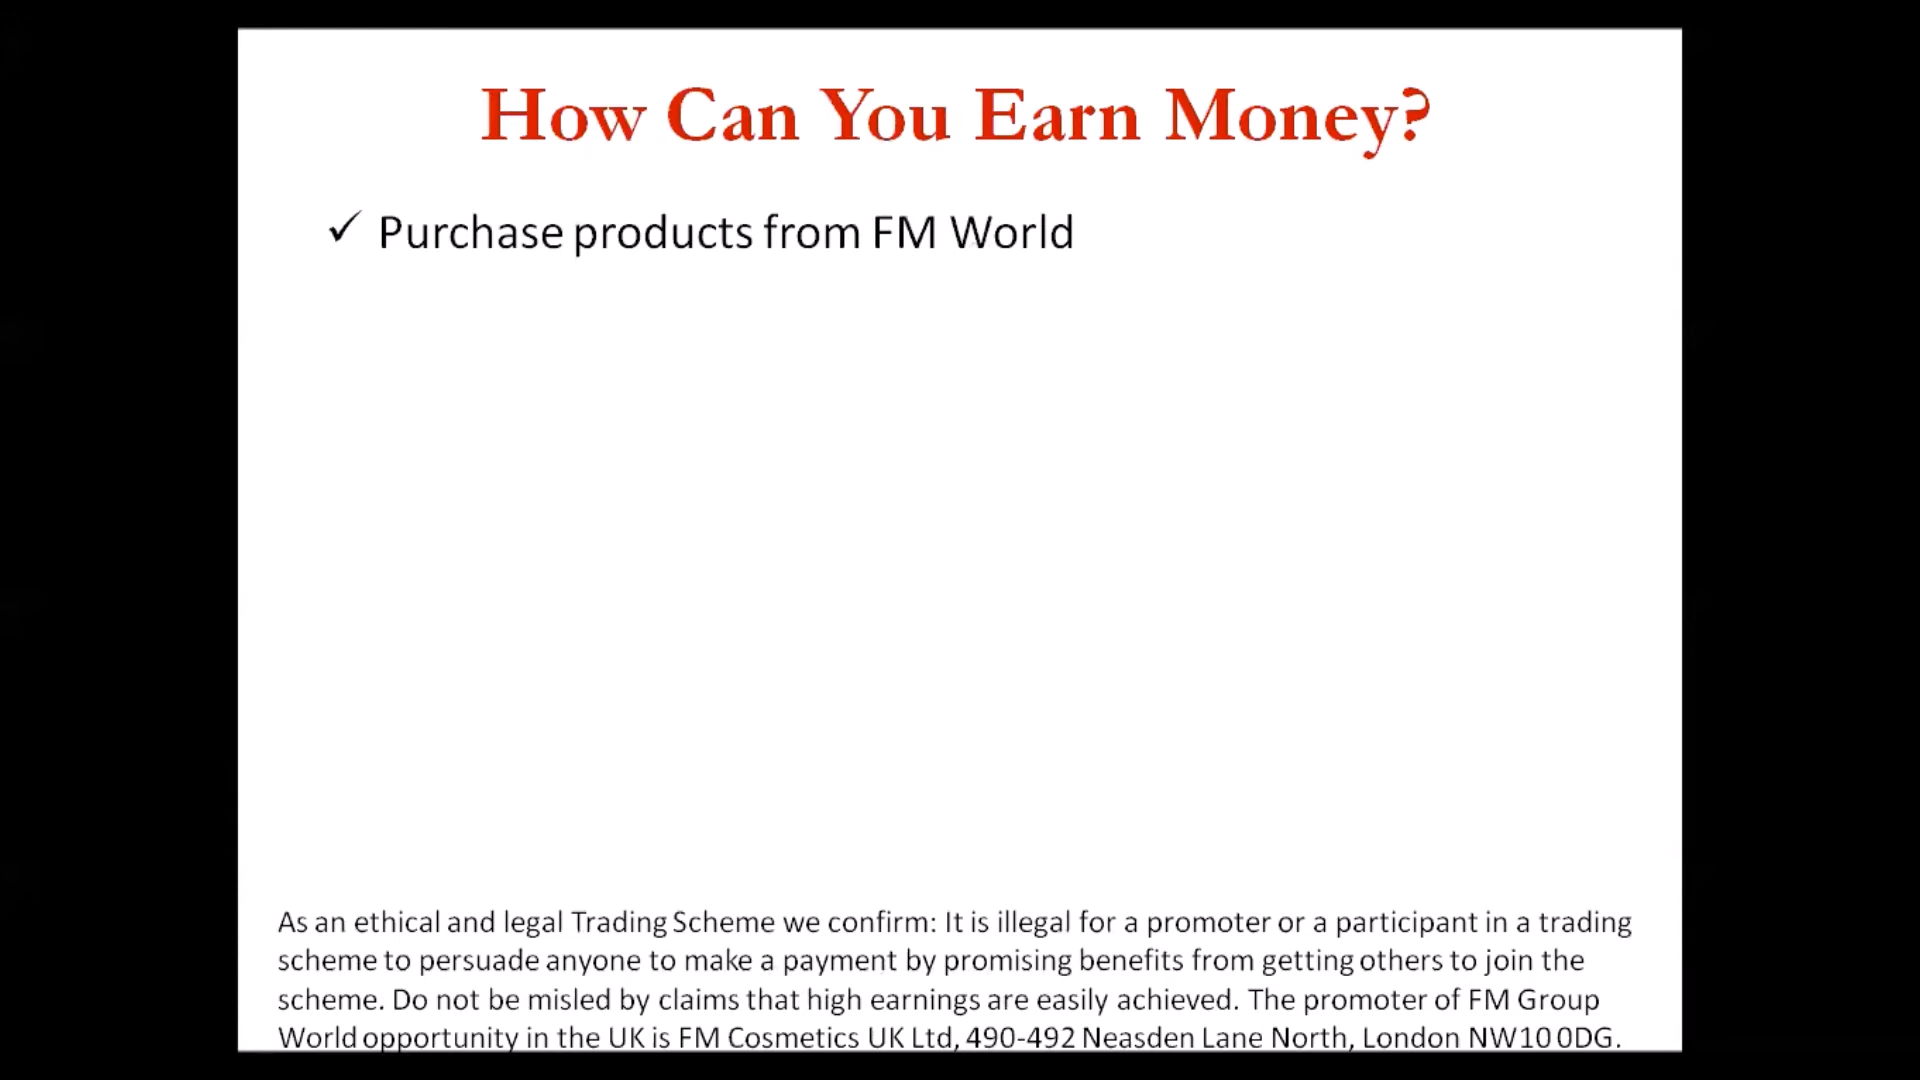 How Can You Earn Money?
✓ Purchase products from FM World
As an ethical and legal Trading Scheme we confirm: It is illegal for a promoter or a participant in a trading
scheme to persuade anyone to make a payment by promising benefits from getting others to join the
scheme. Do not be misled by claims that high earnings are easily achieved. The promoter of FM Group
World opportunity in the UK is FM Cosmetics UK Ltd, 490-492 Neasden Lane North, London NW10 0DG.